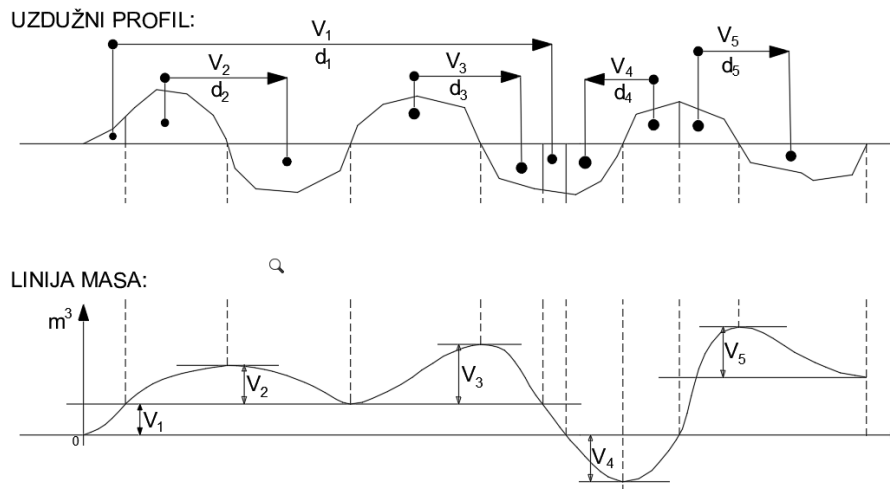 UZDUŽNI PROFIL:
V1
d1
V2
d2
V3
d3
V4
d4
V5
d5
LINIJA MASA:
m³
V1
V2
V3
V4
V5
0